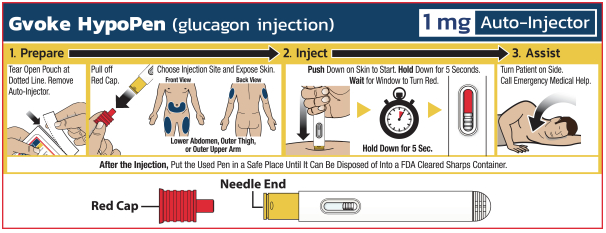 Gvoke HypoPen (glucagon injection)
1 mg Auto-Injector
1. Prepare
2. Inject
3. Assist
Tear Open Pouch at
Dotted Line. Remove
Auto-Injector.
Pull off
Red Cap.
Choose Injection Site and Expose Skin.
Front View
Back View
Lower Abdomen, Outer Thigh,
or Outer Upper Arm
Push Down on Skin to Start. Hold Down for 5 Seconds.
Wait for Window to Turn Red.
Hold Down for 5 Sec.
Turn Patient on Side.
Call Emergency Medical Help.
After the Injection, Put the Used Pen in a Safe Place Until It Can Be Disposed of Into a FDA Cleared Sharps Container.
Needle End
Red Cap